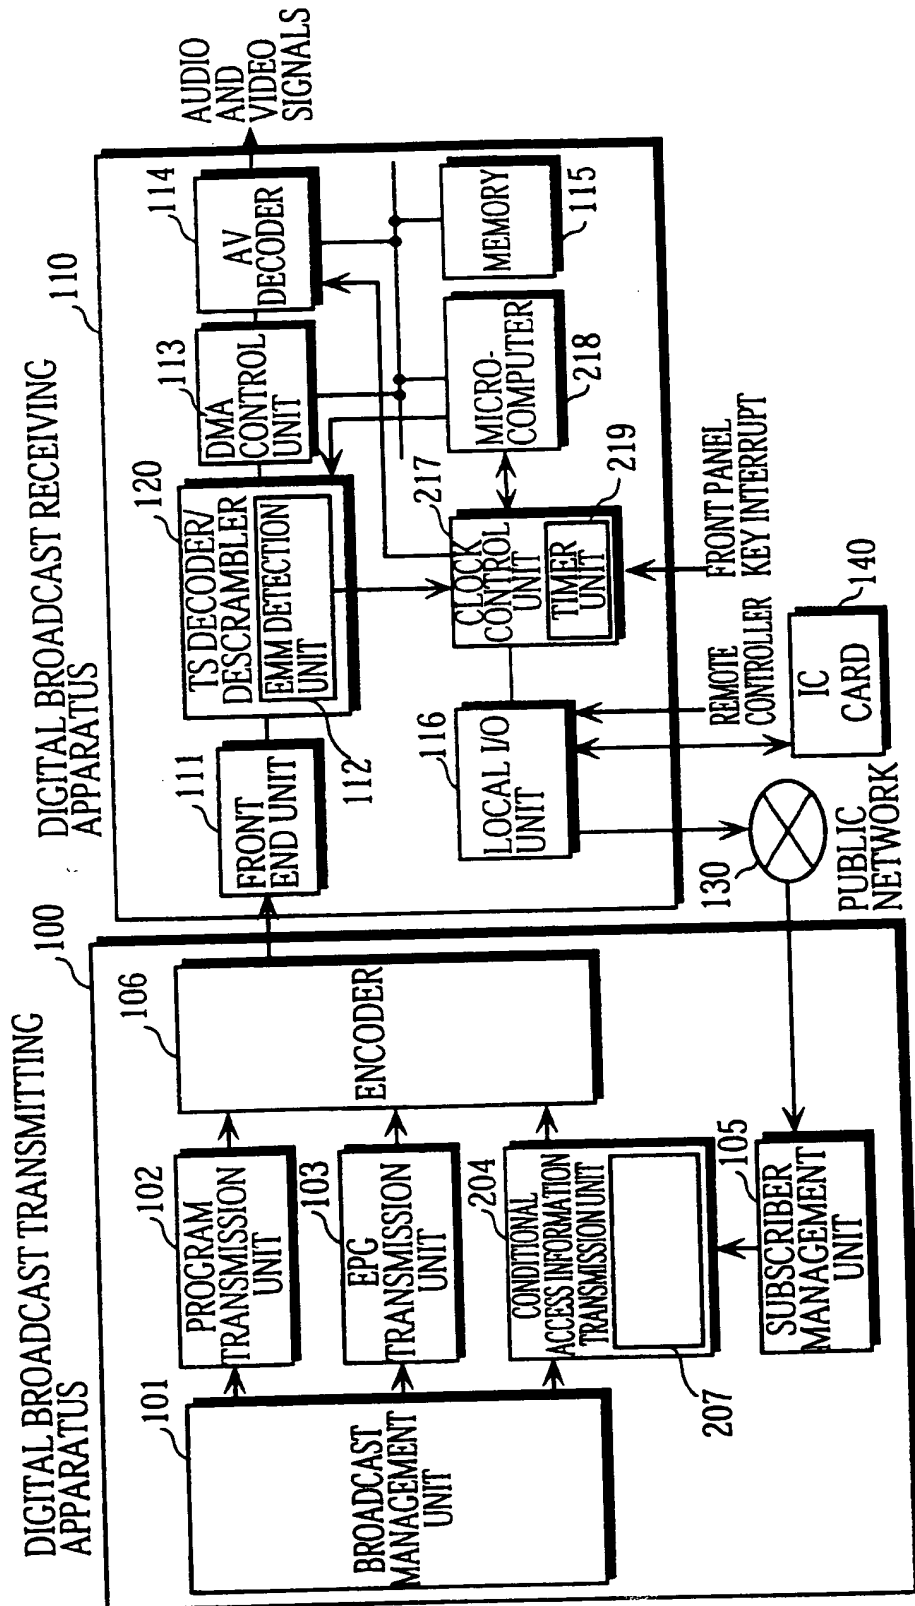 DIGITAL BROADCAST TRANSMITTING
APPARATUS
100
101
BROADCAST
MANAGEMENT
UNIT
102
PROGRAM
TRANSMISSION
UNIT
103
EPG
TRANSMISSION
UNIT
204
CONDITIONAL
ACCESS INFORMATION
TRANSMISSION UNIT
207
105
SUBSCRIBER
MANAGEMENT
UNIT
106
ENCODER
DIGITAL BROADCAST RECEIVING
APPARATUS
110
111
FRONT
END UNIT
120
TS DECODER/
DESCRAMBLER
EMM DETECTION
UNIT
112
113
DMA
CONTROL
UNIT
114
AV
DECODER
AUDIO
AND
VIDEO
SIGNALS
116
LOCAL I/O
UNIT
217
CLOCK
CONTROL
UNIT
TIMER
UNIT
219
MICRO-
COMPUTER
218
MEMORY
115
REMOTE
CONTROLLER
FRONT PANEL
KEY INTERRUPT
130
PUBLIC
NETWORK
140
IC
CARD